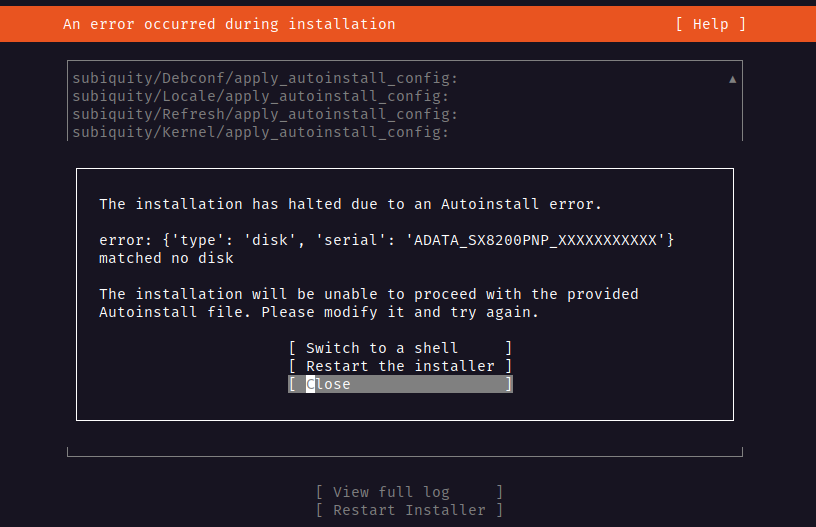 An error occurred during installation [ Help ]
subiquity/Debconf/apply_autoinstall_config: ▲
subiquity/Locale/apply_autoinstall_config:
subiquity/Refresh/apply_autoinstall_config:
subiquity/Kernel/apply_autoinstall_config:
The installation has halted due to an Autoinstall error.
error: {'type': 'disk', 'serial': 'ADATA_SX8200PNP_XXXXXXXXXXX'}
matched no disk
The installation will be unable to proceed with the provided
Autoinstall file. Please modify it and try again.
[ Switch to a shell ]
[ Restart the installer ]
[ Close ]
[ View full log ]
[ Restart Installer ]